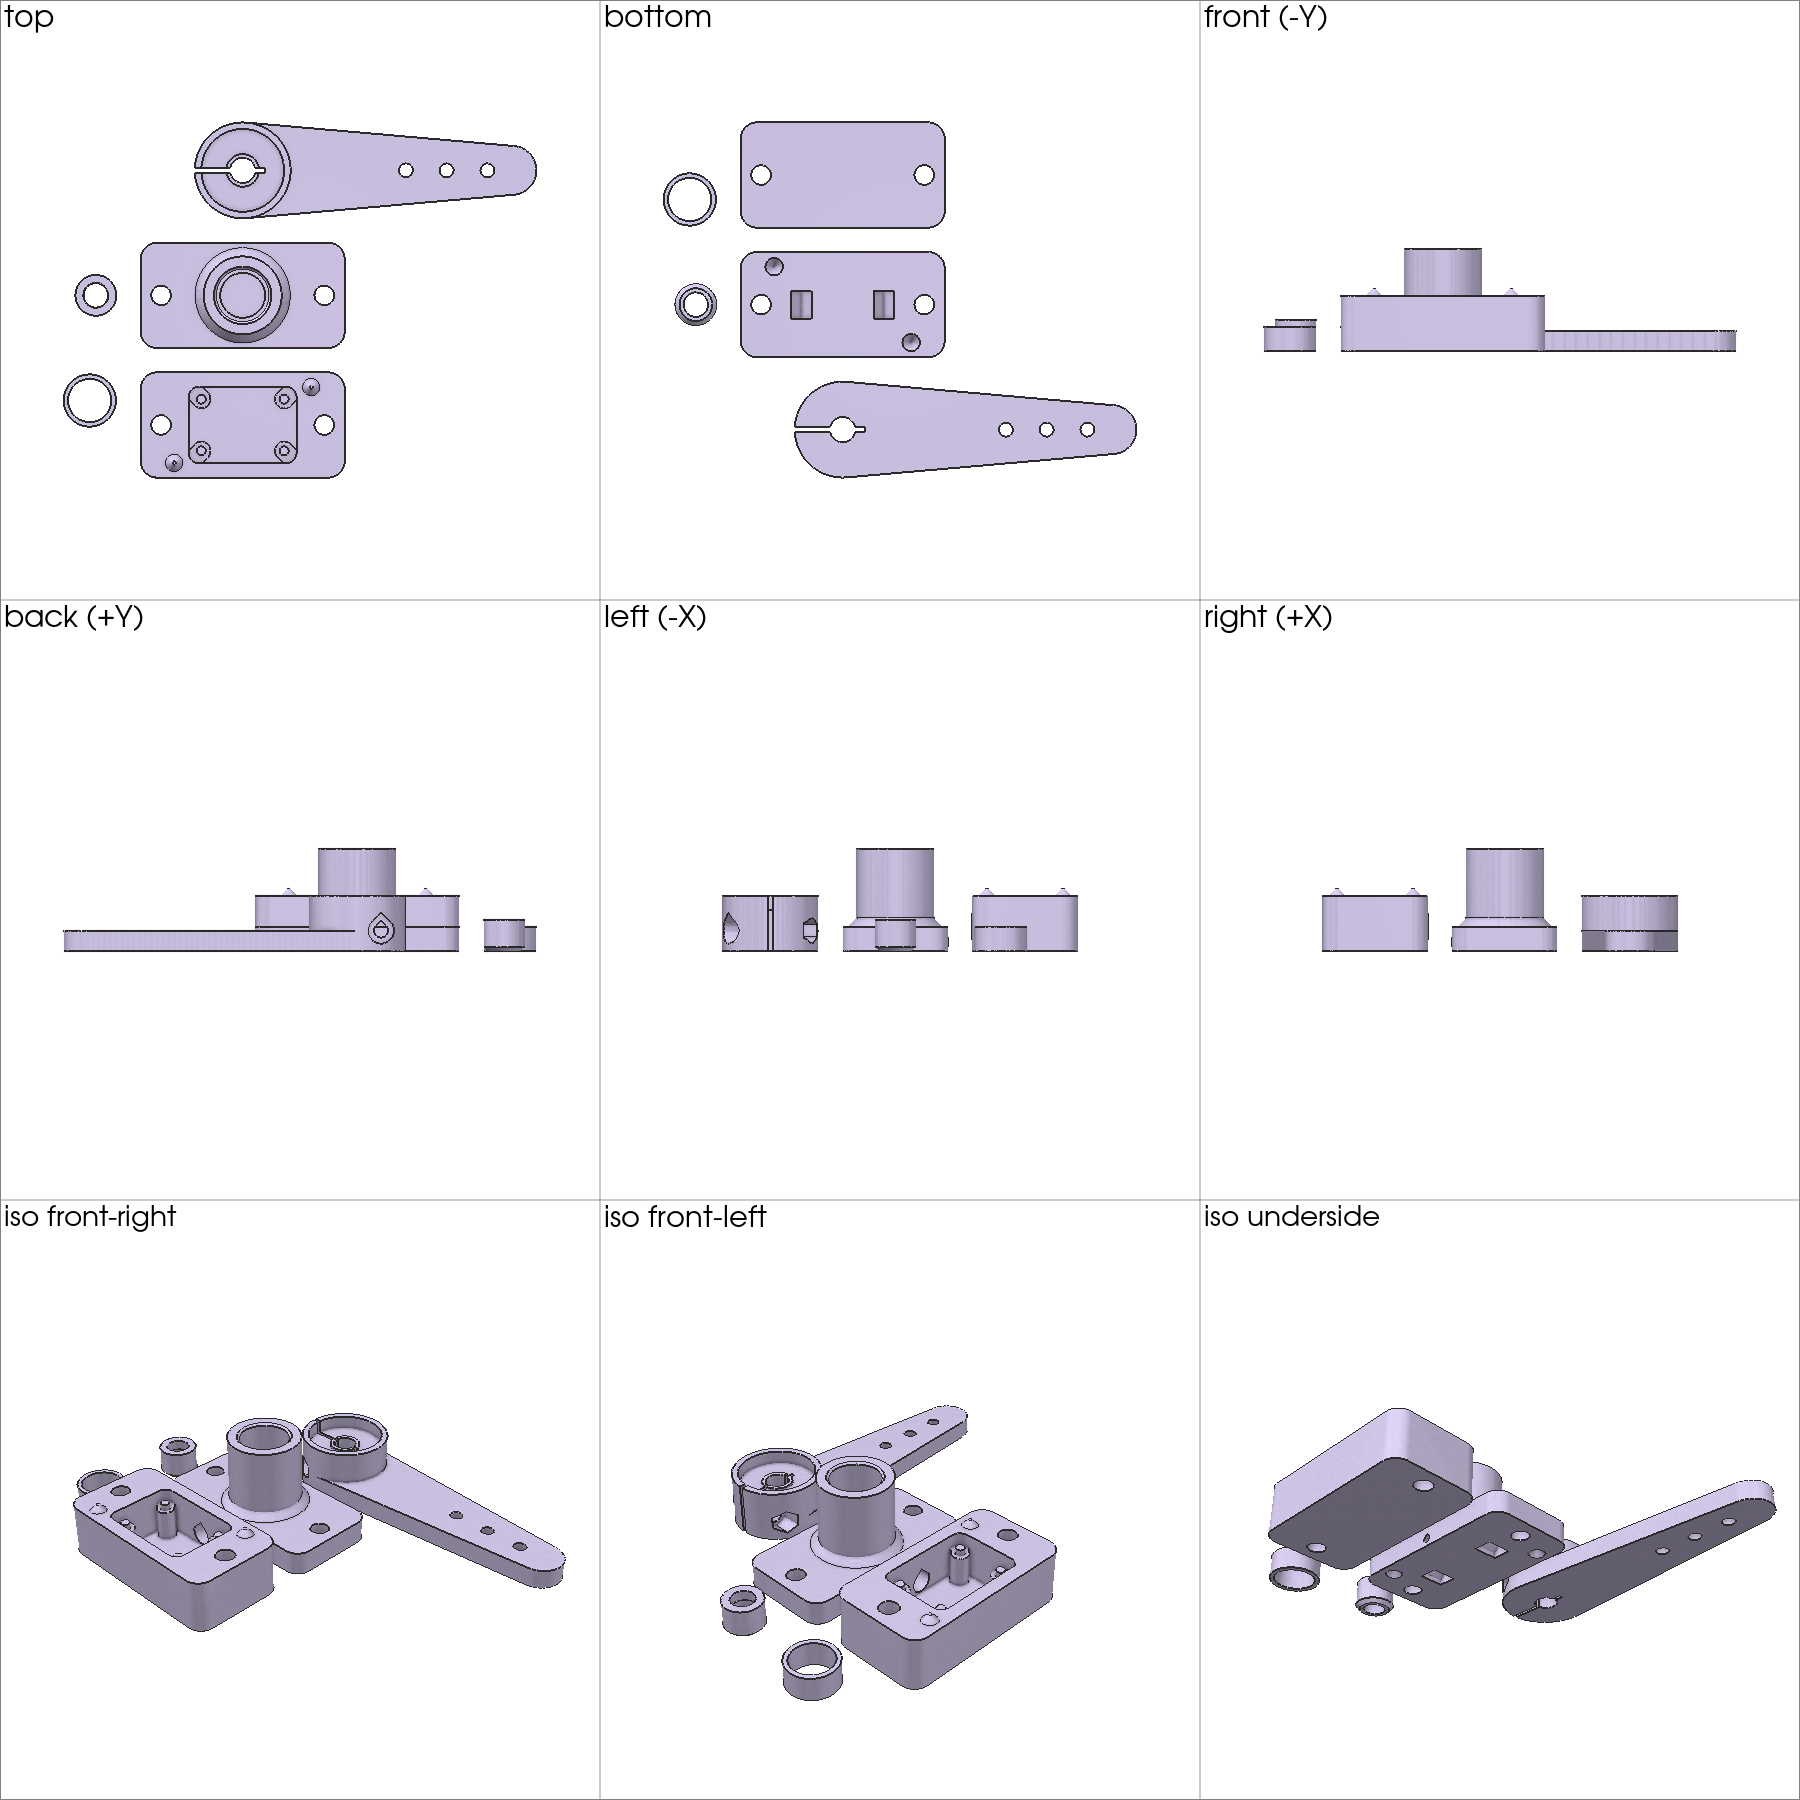 top
bottom
front (-Y)
back (+Y)
left (-X)
right (+X)
iso front-right
iso front-left
iso underside